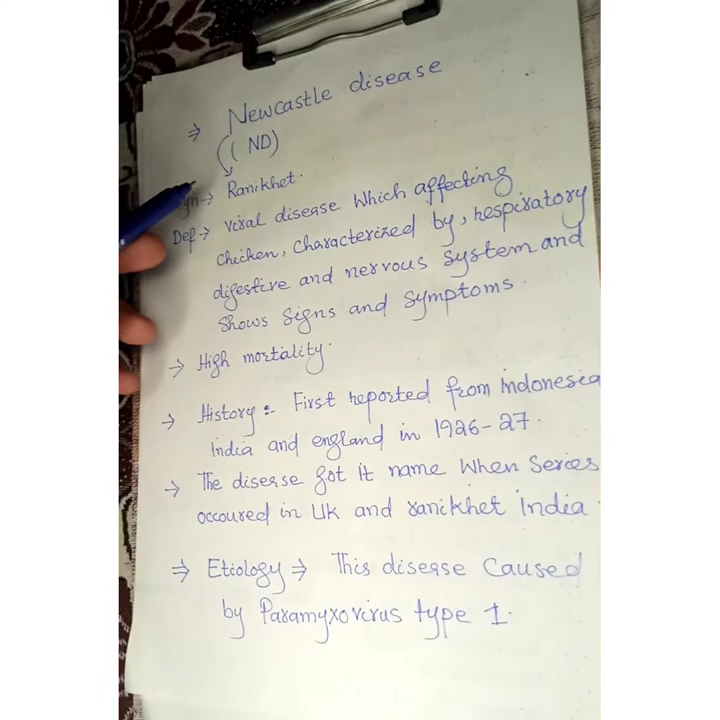 ⇒ Newcastle disease
(ND)
Syn→ Ranikhet.
Def→ viral disease which affecting
chicken, characterized by, respiratory
digestive and nervous system and
shows signs and symptoms.
→ High mortality.
→ History :- First reported from indonesia
india and england in 1926-27.
→ The disease got it name when series
occoured in UK and ranikhet india
⇒ Etiology ⇒ This disease caused
by Paramyxovirus type 1.